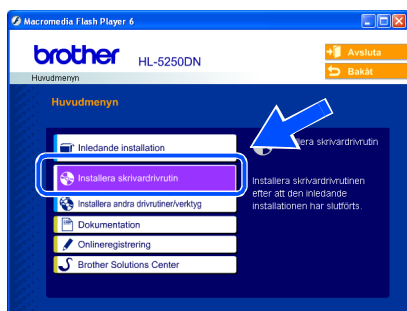 Macromedia Flash Player 6
brother HL-5250DN
Avsluta
Bakåt
Huvudmenyn
Huvudmenyn
Inledande installation
Installera skrivardrivrutin
Installera andra drivrutiner/verktyg
Dokumentation
Onlineregistrering
Brother Solutions Center
skrivardrivrutin
Installera skrivardrivrutinen
efter att den inledande
installationen har slutförts.